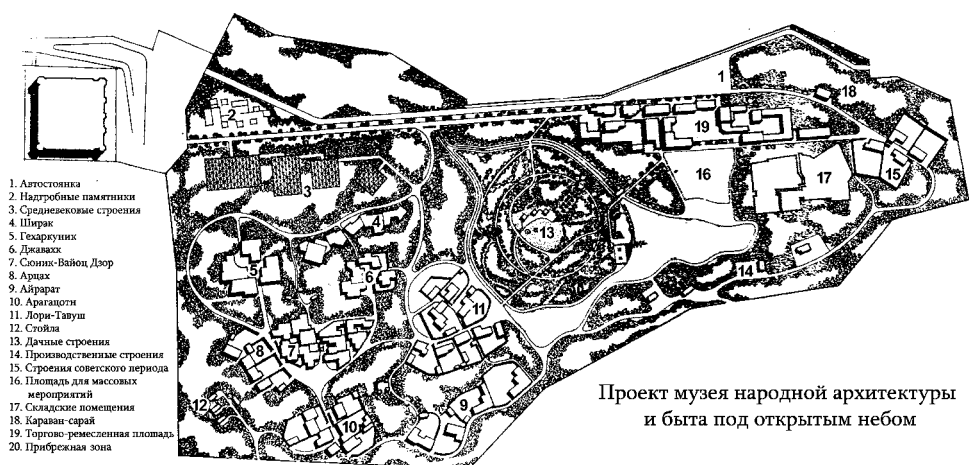 1. Автостоянка
2. Надгробные памятники
3. Средневековые строения
4. Ширак
5. Гехаркуник
6. Джавахк
7. Сюник-Вайоц Дзор
8. Арцах
9. Айрарат
10. Арагацотн
11. Лори-Тавуш
12. Стойла
13. Дачные строения
14. Производственные строения
15. Строения советского периода
16. Площадь для массовых
мероприятий
17. Складские помещения
18. Караван-сарай
19. Торгово-ремесленная площадь
20. Прибрежная зона
1
2
18
19
3
16
17
15
4
13
5
6
14
11
8
7
12
10
9
Проект музея народной архитектуры
и быта под открытым небом